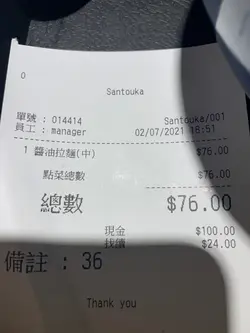 0
Santouka
單號 : 014414 Santouka/001
員工 : manager 02/07/2021 16:51
1 醬油拉麵(中) $76.00
點菜總數 $76.00
總數 $76.00
現金 $100.00
找續 $24.00
備註 : 36
Thank you